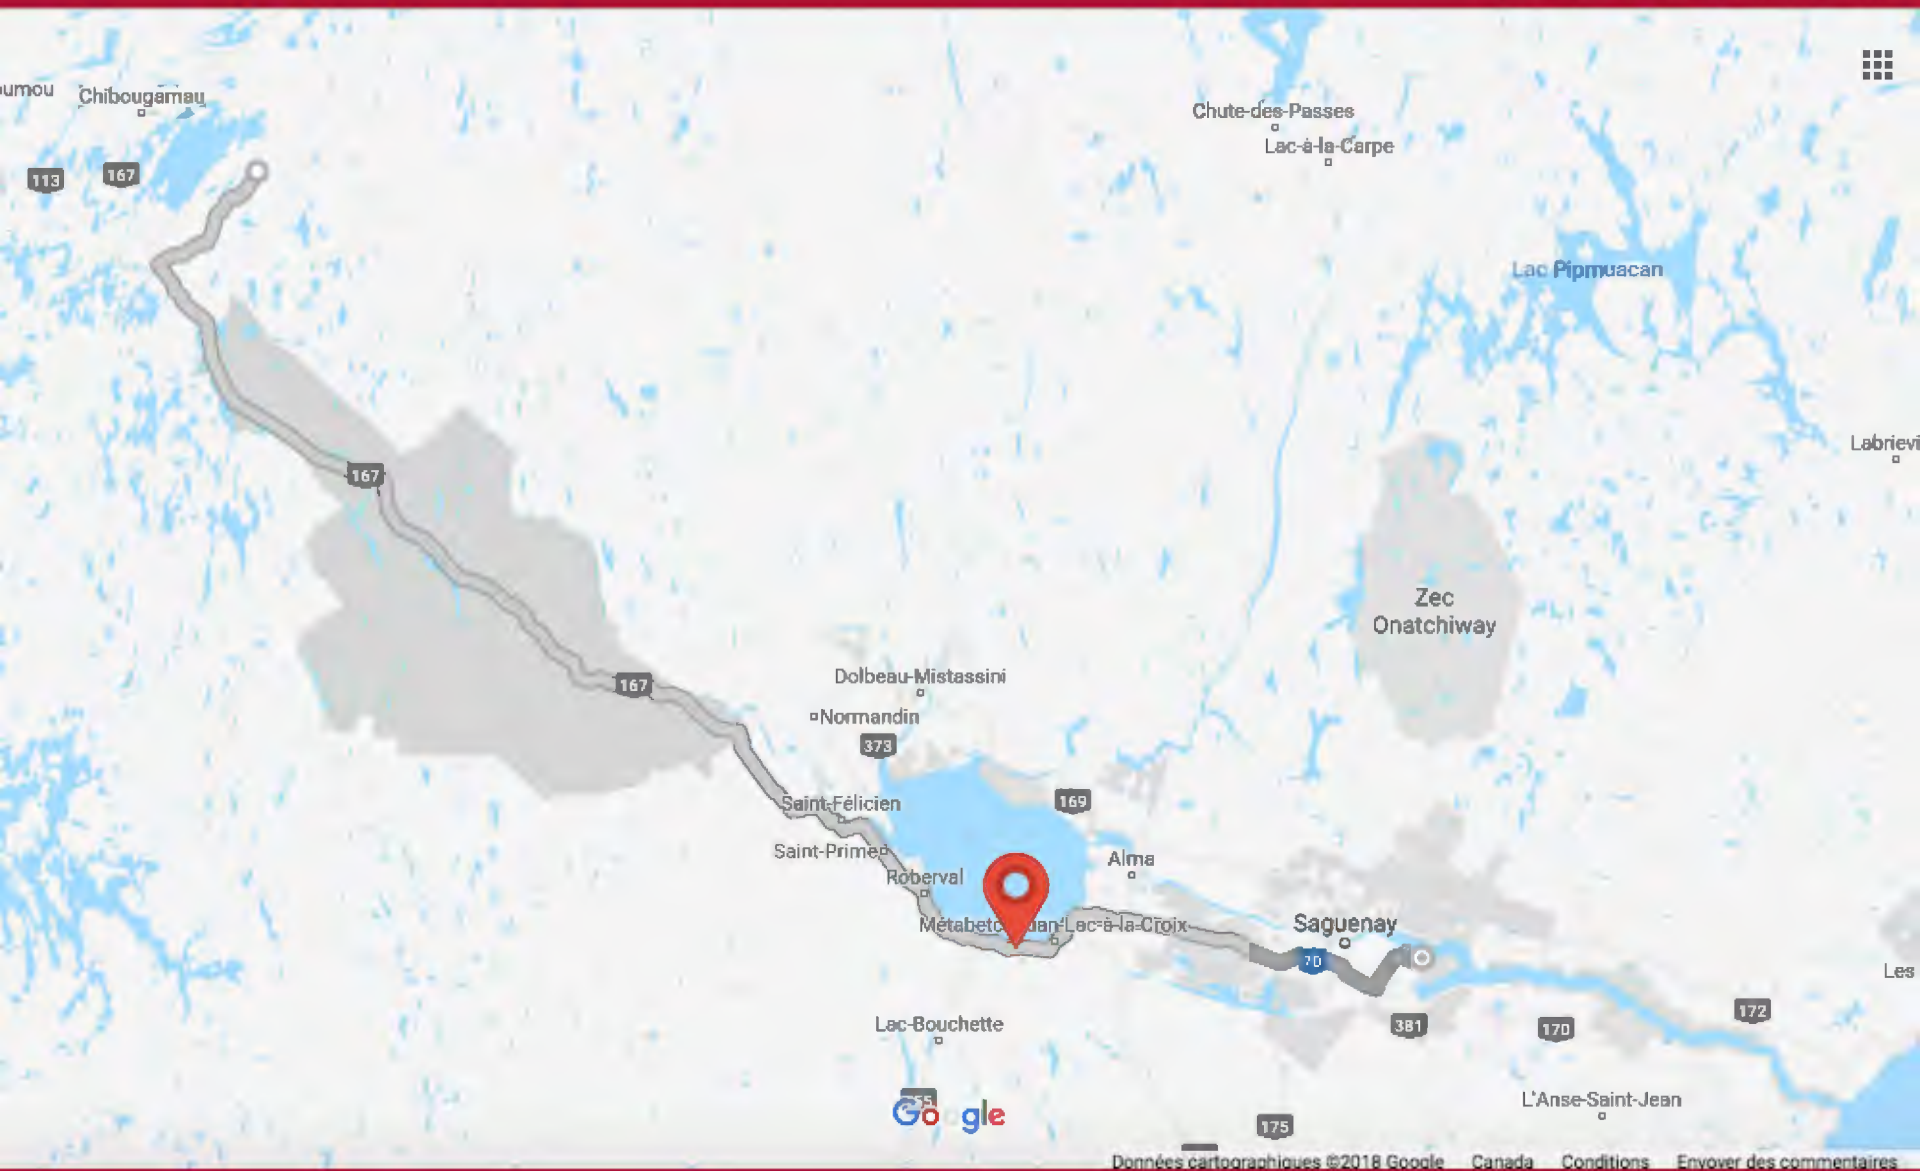 Chibougamau
113
167
Chute-des-Passes
Lac-à-la-Carpe
Lac Pipmuacan
167
Zec
Onatchiway
167
Dolbeau-Mistassini
Normandin
373
169
Saint-Félicien
Saint-Prime
Alma
Roberval
Lac-à-la-Croix
Saguenay
70
Les
Lac-Bouchette
381
170
172
L'Anse-Saint-Jean
Google
175
Données cartographiques ©2018 Google Canada Conditions Envoyer des commentaires